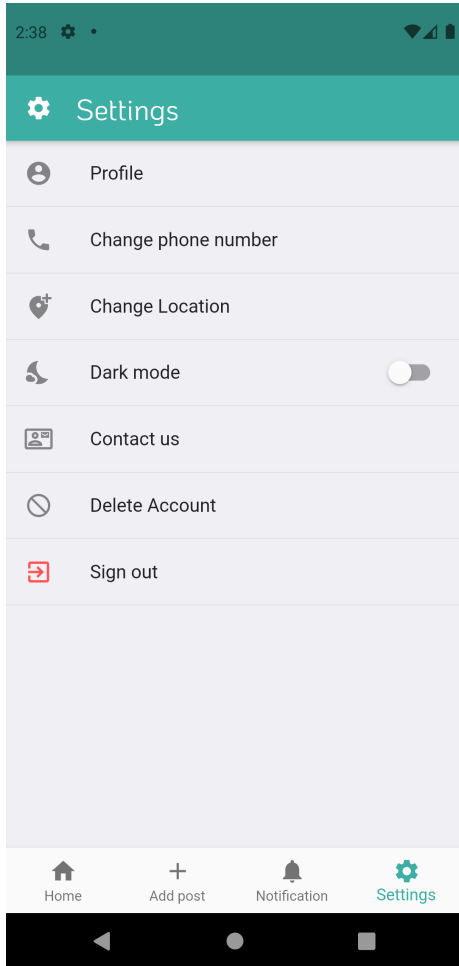 2:38
Settings
Profile
Change phone number
Change Location
Dark mode
Contact us
Delete Account
Sign out
Home Add post Notification Settings